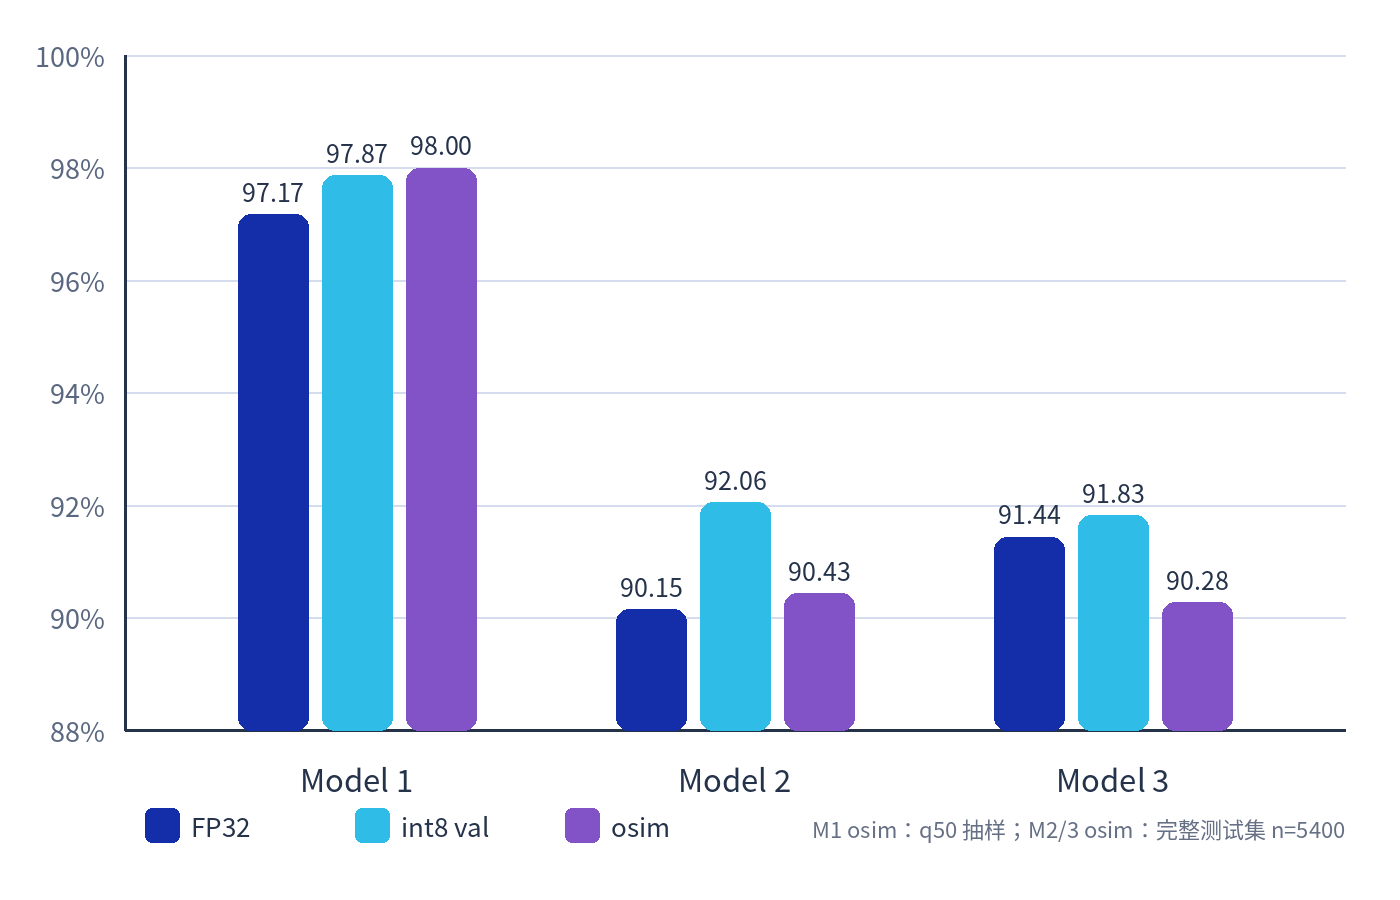 100%
98%
96%
94%
92%
90%
88%
97.17
97.87
98.00
90.15
92.06
90.43
91.44
91.83
90.28
Model 1
Model 2
Model 3
FP32
int8 val
osim
M1 osim：q50 抽样；M2/3 osim：完整测试集 n=5400